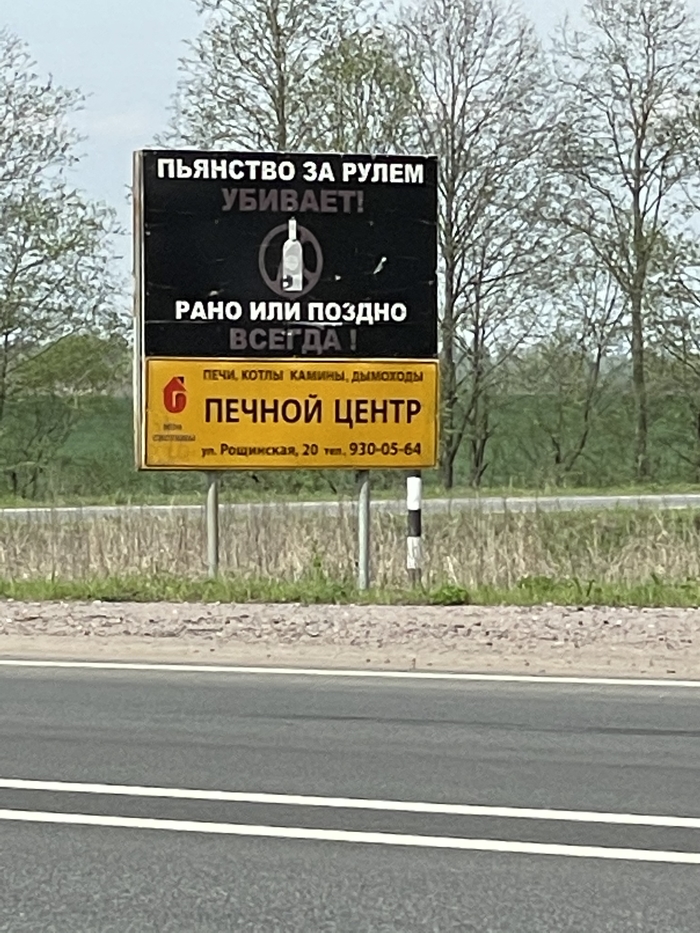 ПЬЯНСТВО ЗА РУЛЕМ
УБИВАЕТ!
РАНО ИЛИ ПОЗДНО
ВСЕГДА !
ПЕЧИ, КОТЛЫ КАМИНЫ, ДЫМОХОДЫ
ПЕЧНОЙ ЦЕНТР
ул. Рощинская, 20 тел. 930-05-64